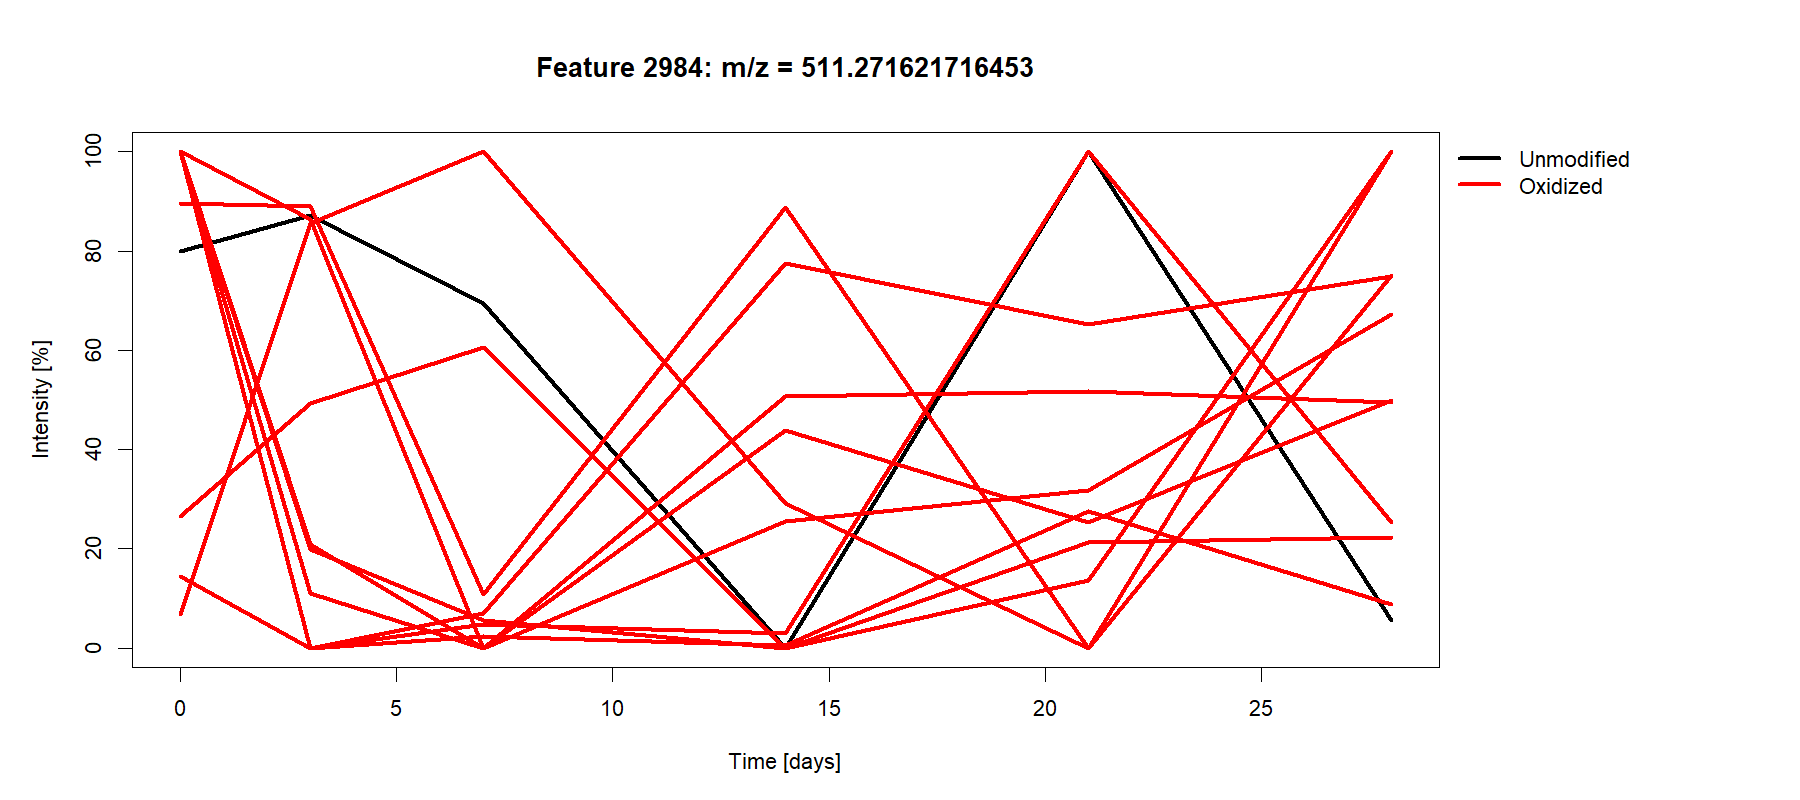 Feature 2984: m/z = 511.271621716453
Unmodified
Oxidized
Intensity [%]
100
80
60
40
20
0
0 5 10 15 20 25
Time [days]